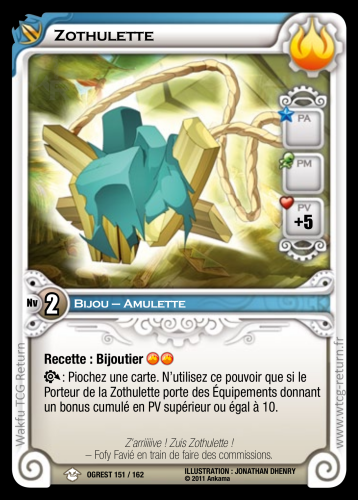 Zothulette
PA
PM
PV
+5
Nv 2 Bijou – Amulette
Recette : Bijoutier
: Piochez une carte. N'utilisez ce pouvoir que si le
Porteur de la Zothulette porte des Équipements donnant
un bonus cumulé en PV supérieur ou égal à 10.
Z'arriiiiive ! Zuis Zothulette !
– Fofy Favié en train de faire des commissions.
OGREST 151 / 162
ILLUSTRATION : JONATHAN DHENRY
© 2011 Ankama
Wakfu TCG Return
www.wtcg-return.fr